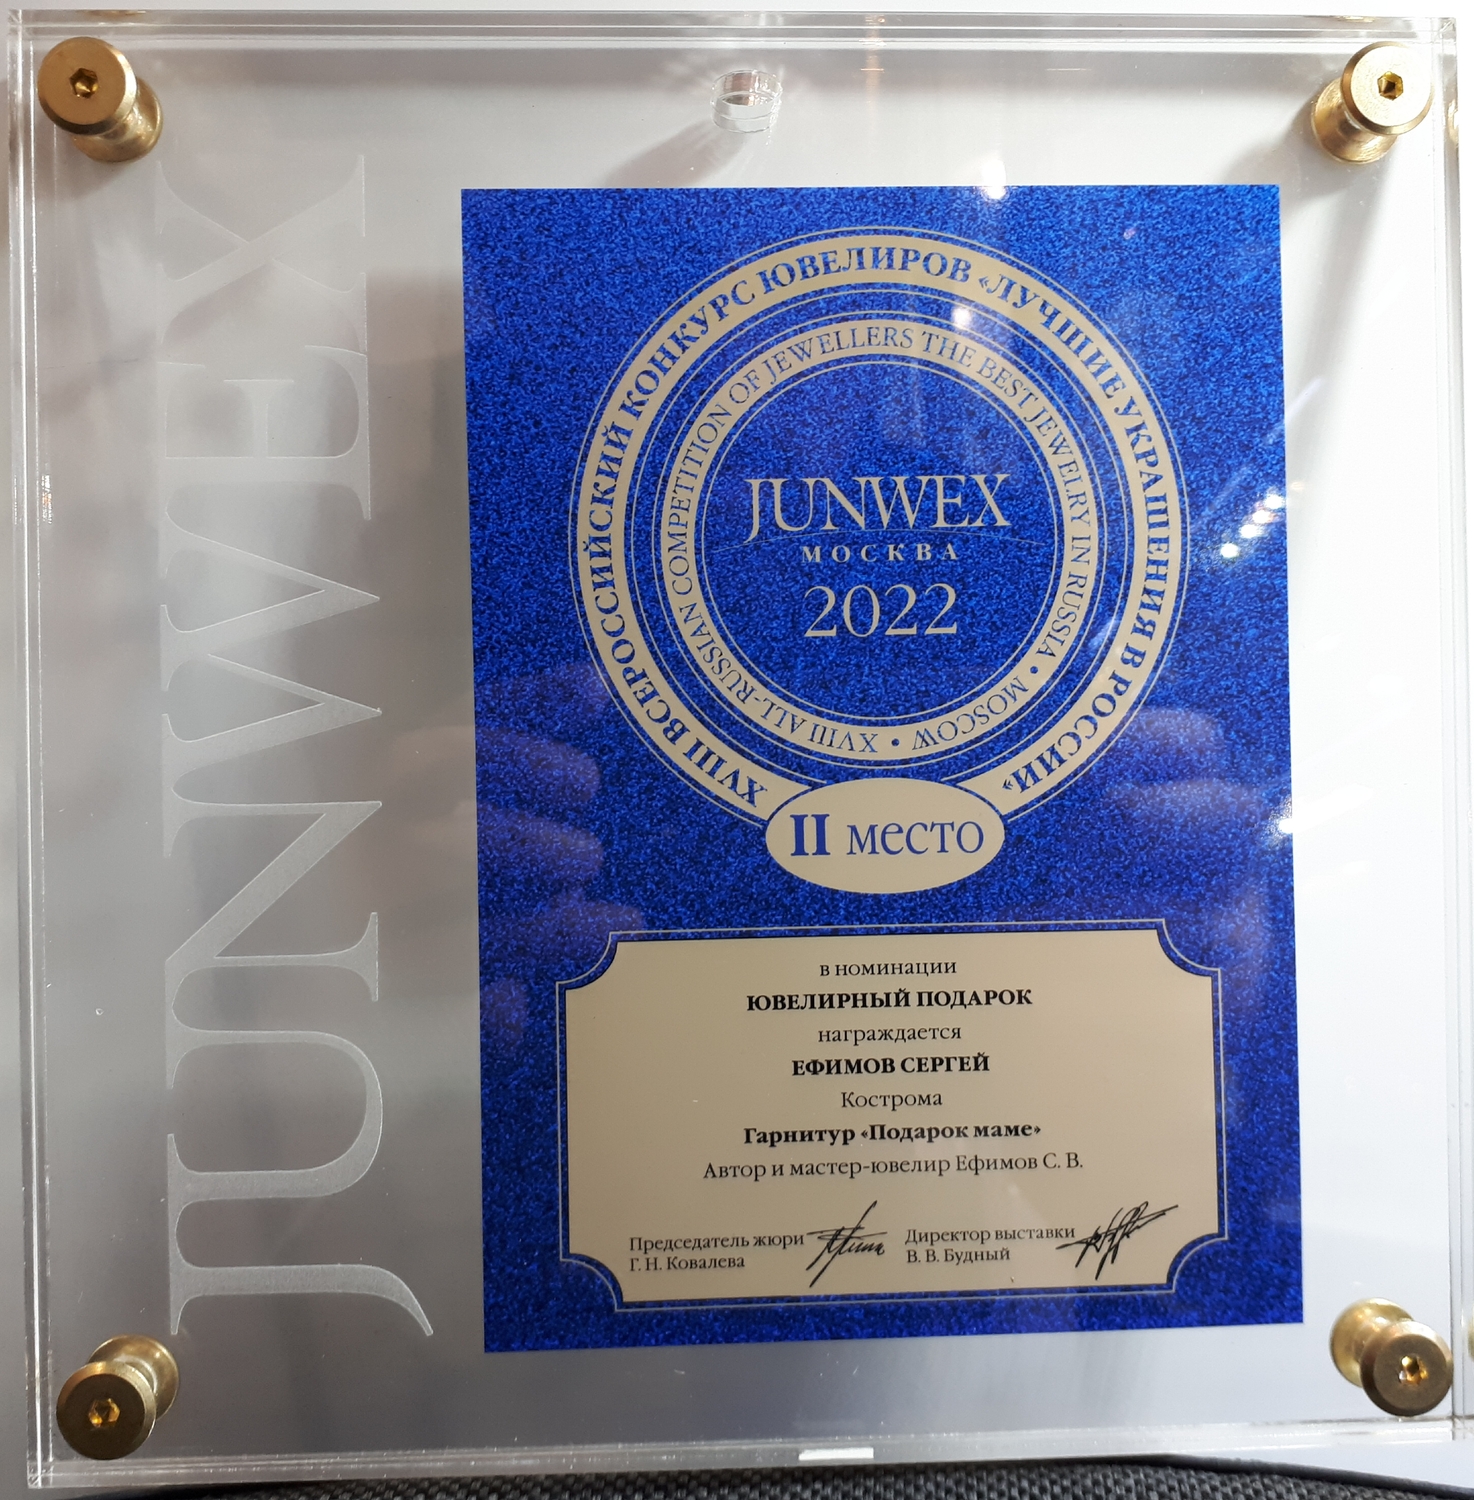 JUNWEX
XVIII ВСЕРОССИЙСКИЙ КОНКУРС ЮВЕЛИРОВ «ЛУЧШИЕ УКРАШЕНИЯ В РОССИИ»
XVIII ALL-RUSSIAN COMPETITION OF JEWELLERS THE BEST JEWELRY IN RUSSIA • MOSCOW •
JUNWEX
МОСКВА
2022
II место
в номинации
ЮВЕЛИРНЫЙ ПОДАРОК
награждается
ЕФИМОВ СЕРГЕЙ
Кострома
Гарнитур «Подарок маме»
Автор и мастер-ювелир Ефимов С. В.
Председатель жюри
Г. Н. Ковалева
Директор выставки
В. В. Будный